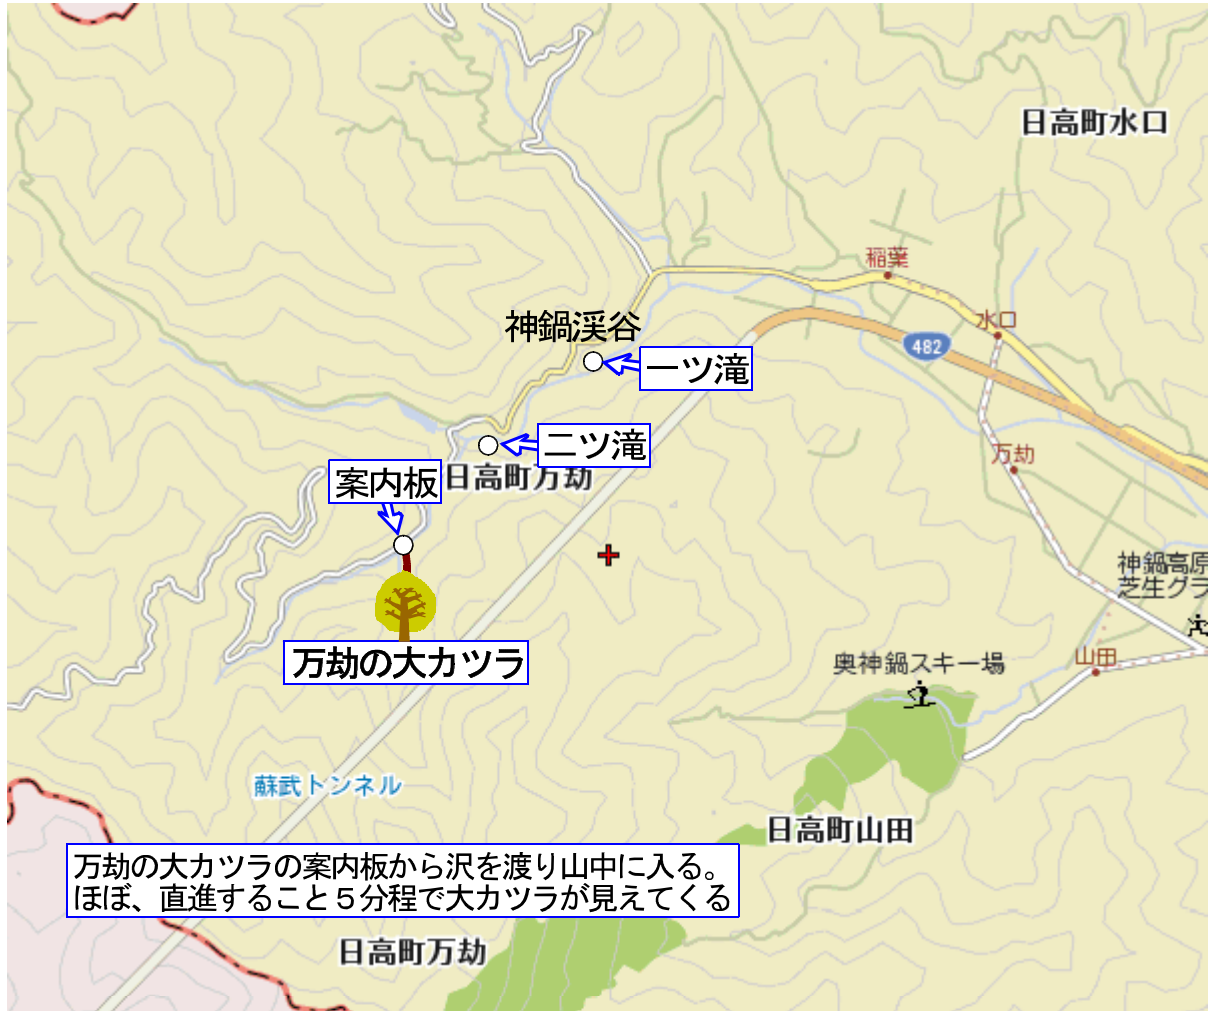 日高町水口
稲葉
神鍋渓谷
水口
482
一ツ滝
二ツ滝
万劫
案内板
日高町万劫
神鍋高原
芝生グラ
万劫の大カツラ
奥神鍋スキー場
山田
蘇武トンネル
日高町山田
万劫の大カツラの案内板から沢を渡り山中に入る。
ほぼ、直進すること５分程で大カツラが見えてくる
日高町万劫